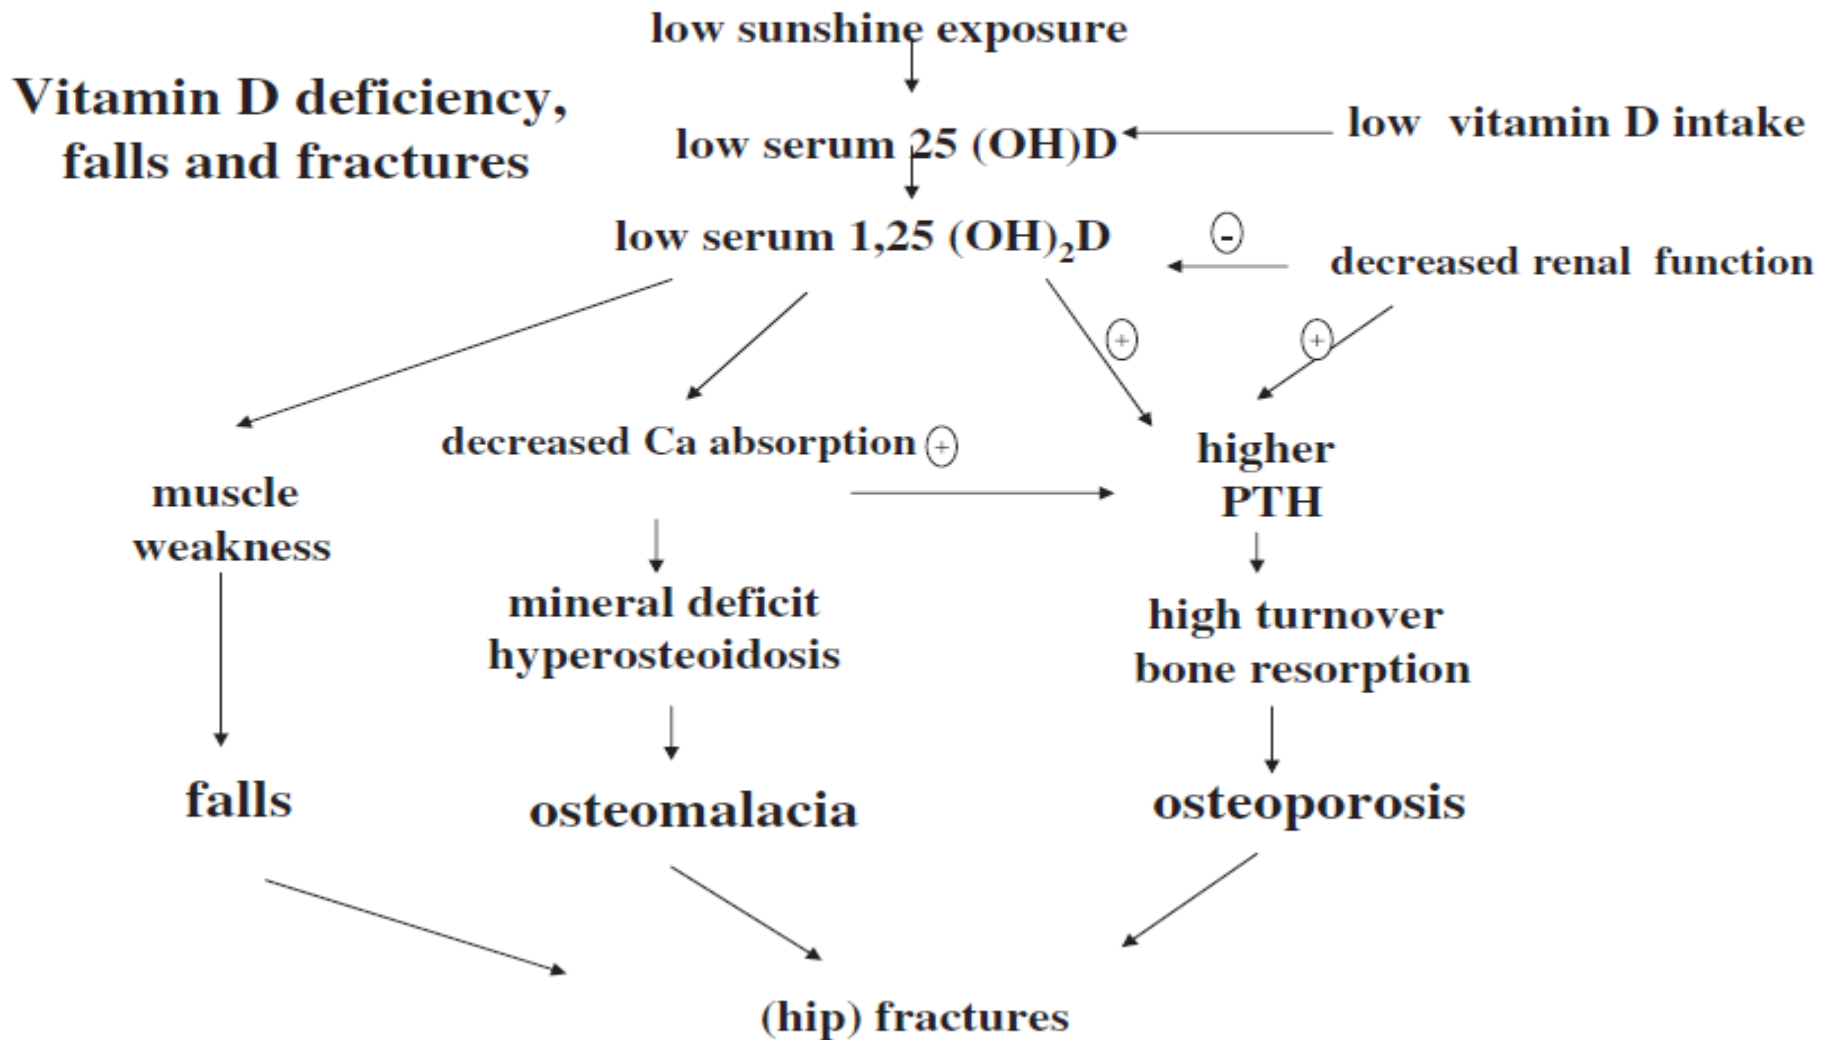 low sunshine exposure
Vitamin D deficiency,
falls and fractures
low serum 25 (OH)D
low vitamin D intake
low serum 1,25 (OH)₂D
-
decreased renal function
+
+
decreased Ca absorption +
higher
PTH
muscle
weakness
mineral deficit
hyperosteoidosis
high turnover
bone resorption
falls
osteomalacia
osteoporosis
(hip) fractures